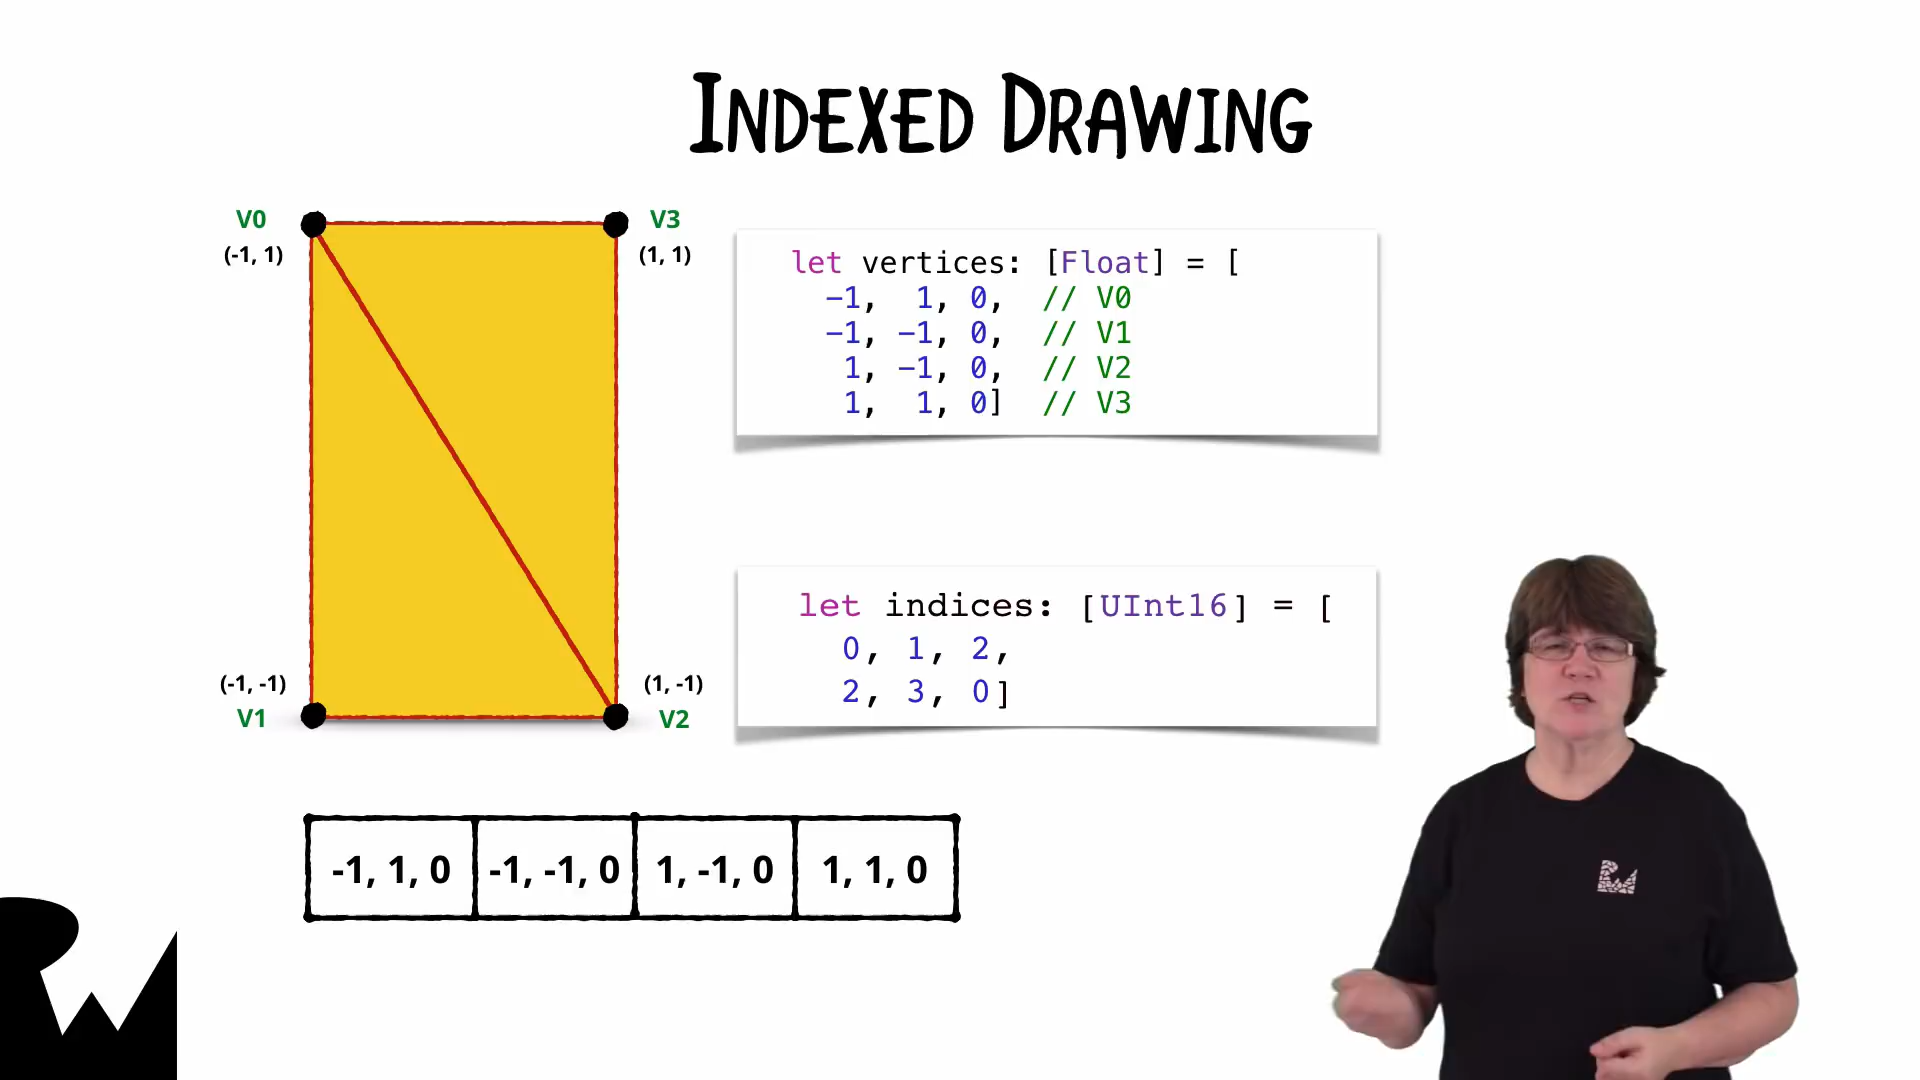 INDEXED DRAWING
V0
(-1, 1)
V3
(1, 1)
(-1, -1)
V1
(1, -1)
V2
let vertices: [Float] = [
-1, 1, 0, // V0
-1, -1, 0, // V1
1, -1, 0, // V2
1, 1, 0] // V3
let indices: [UInt16] = [
0, 1, 2,
2, 3, 0]
-1, 1, 0
-1, -1, 0
1, -1, 0
1, 1, 0